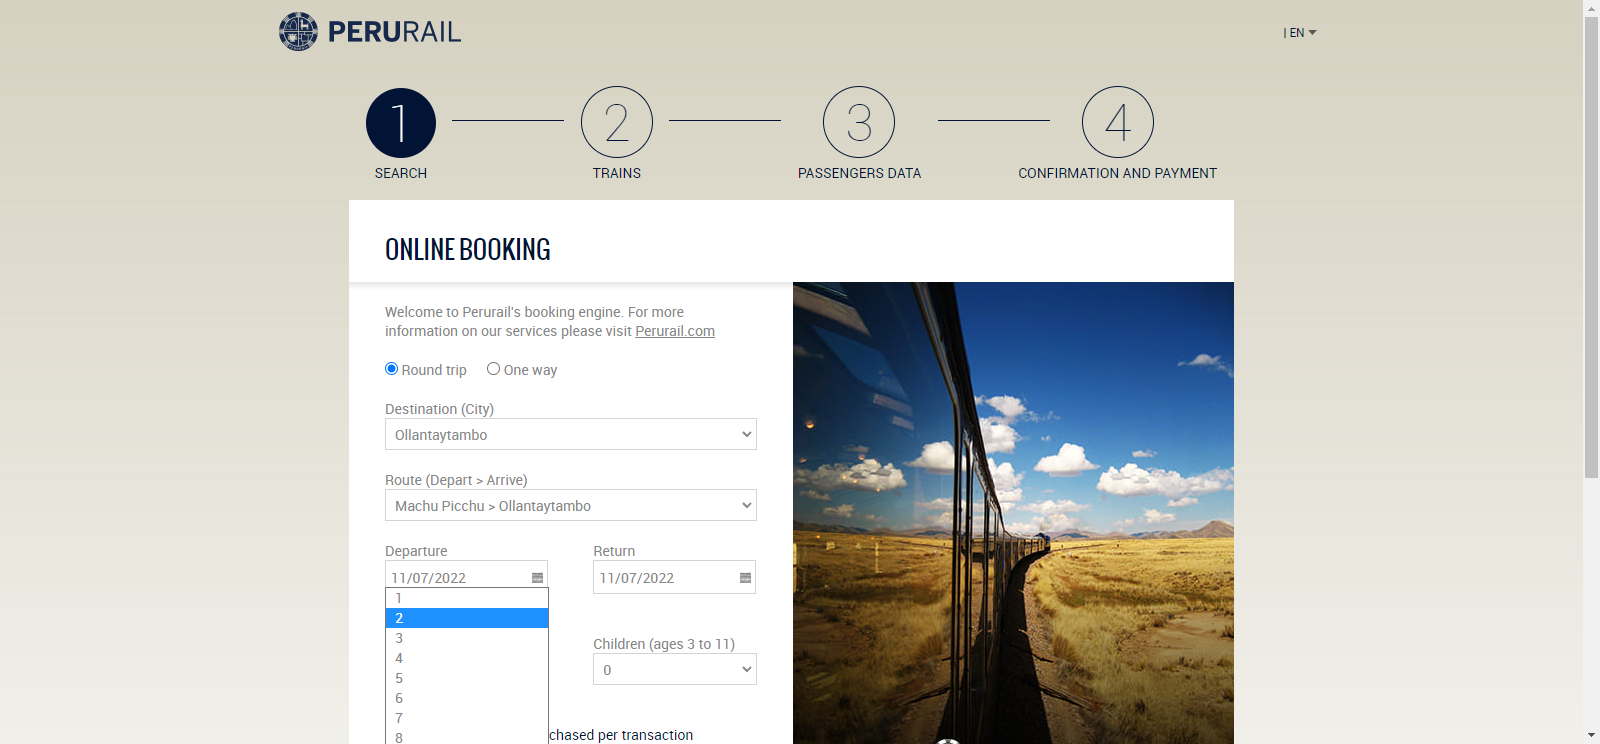 PERURAIL
| EN
1
2
3
4
SEARCH
TRAINS
PASSENGERS DATA
CONFIRMATION AND PAYMENT
ONLINE BOOKING
Welcome to Perurail's booking engine. For more
information on our services please visit Perurail.com
Round trip
One way
Destination (City)
Ollantaytambo
Route (Depart > Arrive)
Machu Picchu > Ollantaytambo
Departure
Return
11/07/2022
11/07/2022
1
2
3
4
5
6
7
8
Children (ages 3 to 11)
0
chased per transaction